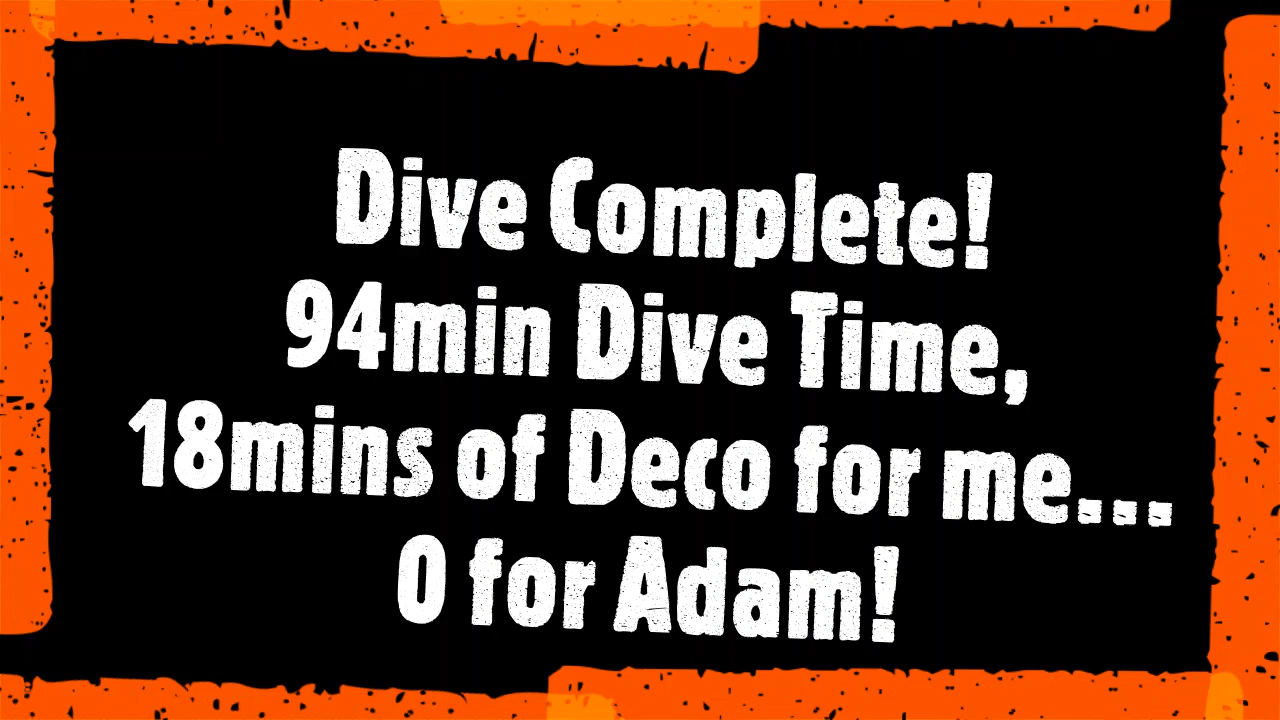 Dive Complete!
94min Dive Time,
18mins of Deco for me...
0 for Adam!